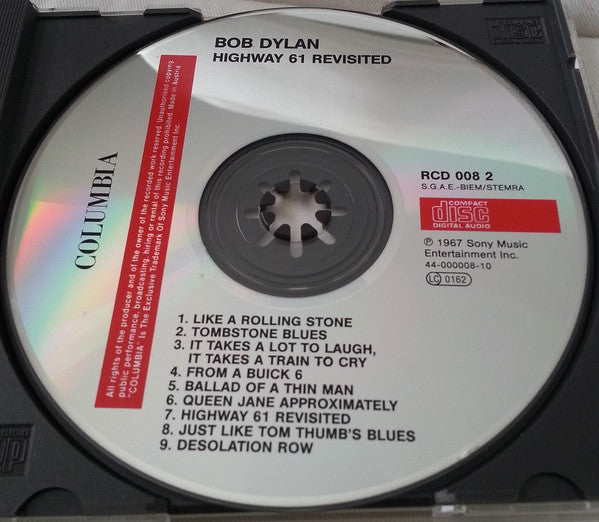 BOB DYLAN
HIGHWAY 61 REVISITED
COLUMBIA
All rights of the producer and of the owner of the recorded work reserved. Unauthorised copying
public performance, broadcasting, hiring or rental of this recording prohibited. Made in Austria
"COLUMBIA" Is The Exclusive Trademark Of Sony Music Entertainment Inc.
RCD 008 2
S.G.A.E.-BIEM/STEMRA
COMPACT
disc
DIGITAL AUDIO
℗ 1967 Sony Music
Entertainment Inc.
44-000008-10
LC 0162
1. LIKE A ROLLING STONE
2. TOMBSTONE BLUES
3. IT TAKES A LOT TO LAUGH,
IT TAKES A TRAIN TO CRY
4. FROM A BUICK 6
5. BALLAD OF A THIN MAN
6. QUEEN JANE APPROXIMATELY
7. HIGHWAY 61 REVISITED
8. JUST LIKE TOM THUMB'S BLUES
9. DESOLATION ROW